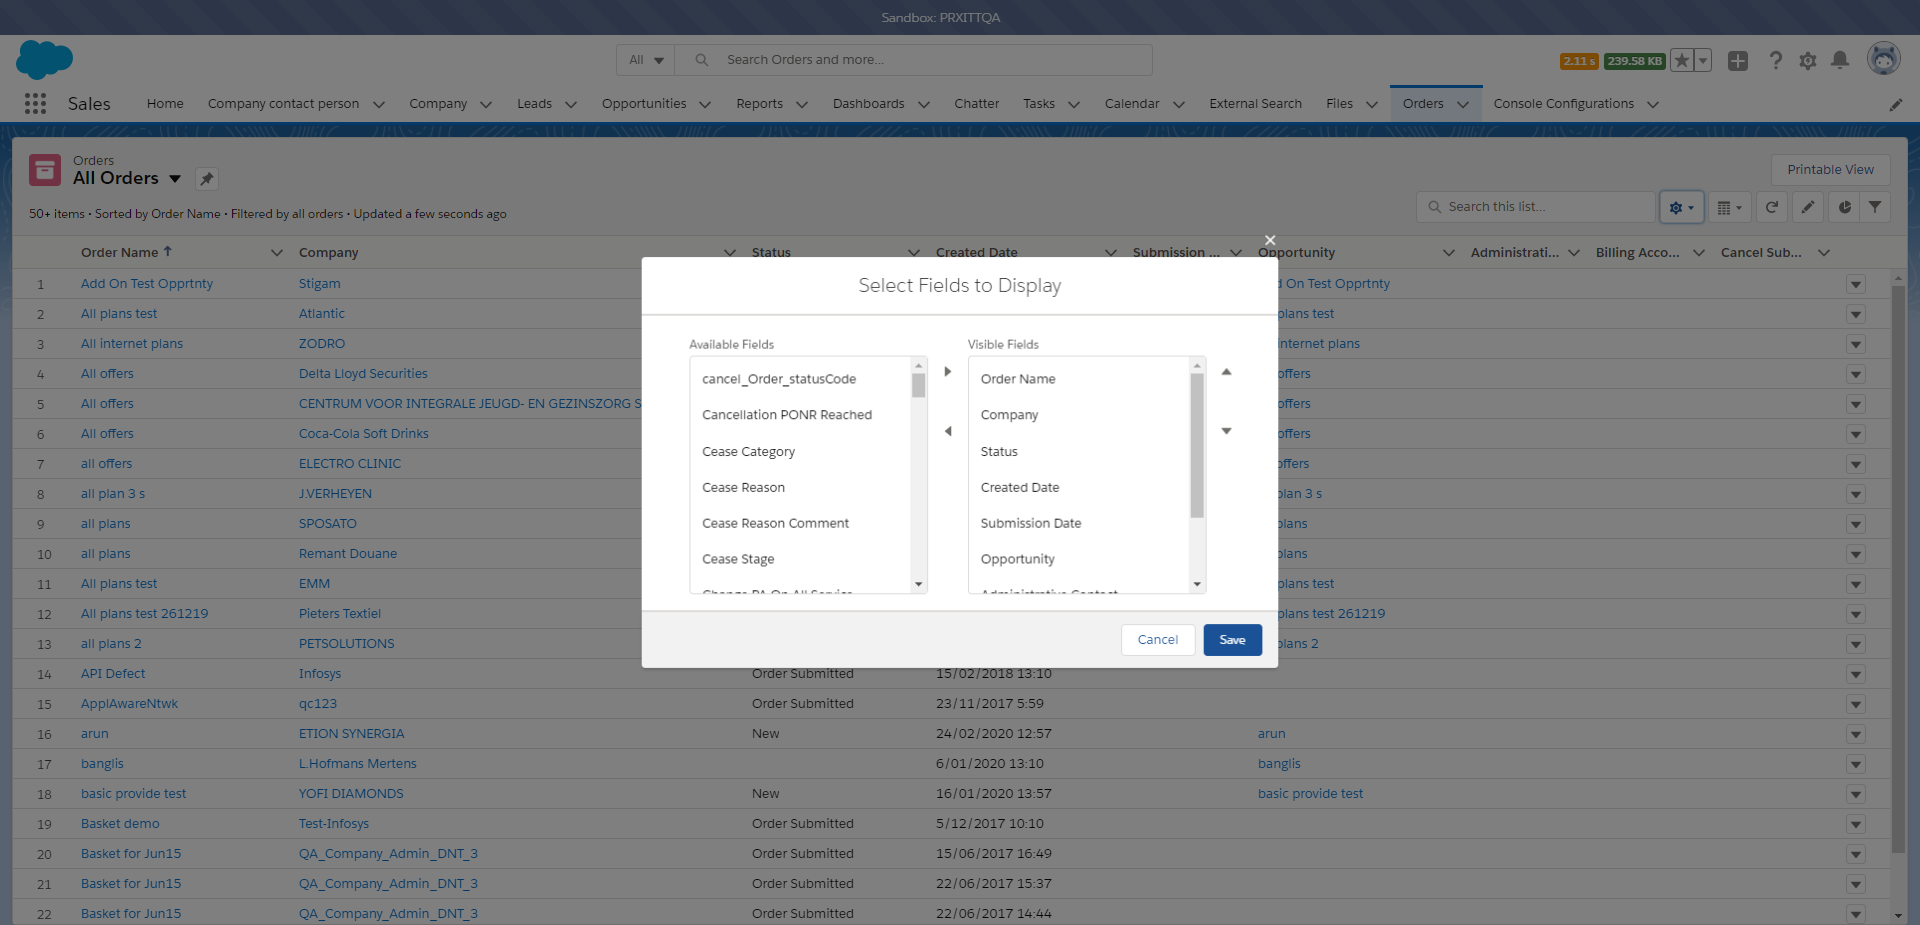 Sandbox: PRXITTQA
All
Search Orders and more...
2.11 s
239.58 KB
Sales
Home
Company contact person
Company
Leads
Opportunities
Reports
Dashboards
Chatter
Tasks
Calendar
External Search
Files
Orders
Console Configurations
Orders
All Orders
Printable View
50+ items • Sorted by Order Name • Filtered by all orders • Updated a few seconds ago
Search this list...
Order Name
Company
Status
Created Date
Submission ...
Opportunity
Administrati...
Billing Acco...
Cancel Sub...
Select Fields to Display
Available Fields
cancel_Order_statusCode
Cancellation PONR Reached
Cease Category
Cease Reason
Cease Reason Comment
Cease Stage
Change PA On All Service
Visible Fields
Order Name
Company
Status
Created Date
Submission Date
Opportunity
Administrative Contact
Cancel
Save
1 Add On Test Opprtnty Stigam d On Test Opprtnty
2 All plans test Atlantic plans test
3 All internet plans ZODRO internet plans
4 All offers Delta Lloyd Securities offers
5 All offers CENTRUM VOOR INTEGRALE JEUGD- EN GEZINSZORG S offers
6 All offers Coca-Cola Soft Drinks offers
7 all offers ELECTRO CLINIC offers
8 all plan 3 s J.VERHEYEN plan 3 s
9 all plans SPOSATO plans
10 all plans Remant Douane plans
11 All plans test EMM plans test
12 All plans test 261219 Pieters Textiel plans test 261219
13 all plans 2 PETSOLUTIONS plans 2
14 API Defect Infosys Order Submitted 15/02/2018 13:10
15 ApplAwareNtwk qc123 Order Submitted 23/11/2017 5:59
16 arun ETION SYNERGIA New 24/02/2020 12:57 arun
17 banglis L.Hofmans Mertens 6/01/2020 13:10 banglis
18 basic provide test YOFI DIAMONDS New 16/01/2020 13:57 basic provide test
19 Basket demo Test-Infosys Order Submitted 5/12/2017 10:10
20 Basket for Jun15 QA_Company_Admin_DNT_3 Order Submitted 15/06/2017 16:49
21 Basket for Jun15 QA_Company_Admin_DNT_3 Order Submitted 22/06/2017 15:37
22 Basket for Jun15 QA_Company_Admin_DNT_3 Order Submitted 22/06/2017 14:44